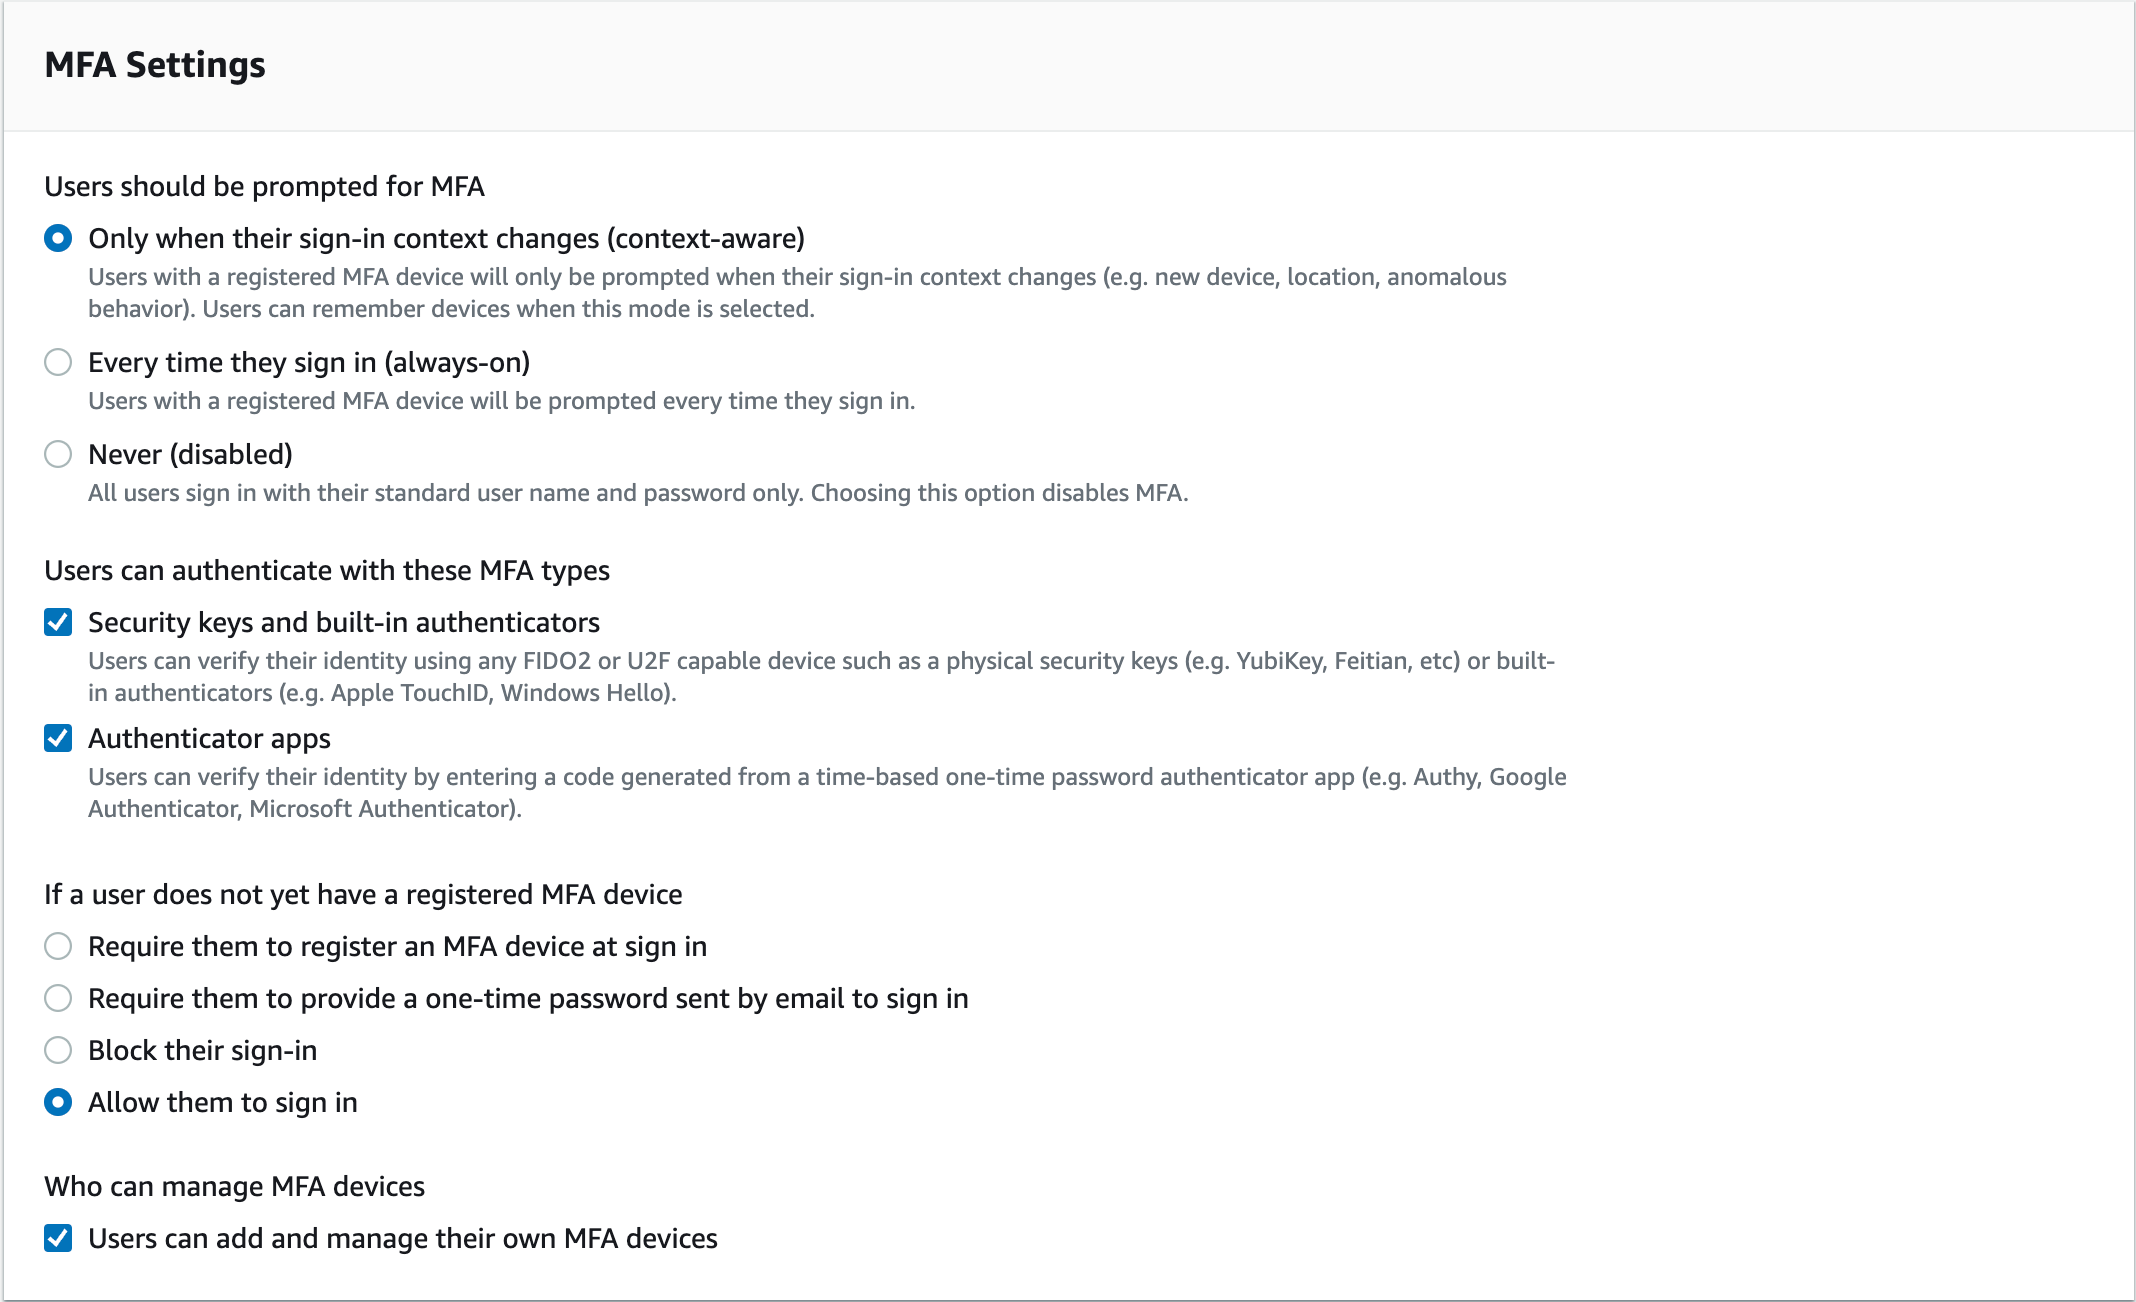 MFA Settings
Users should be prompted for MFA
Only when their sign-in context changes (context-aware)
Users with a registered MFA device will only be prompted when their sign-in context changes (e.g. new device, location, anomalous
behavior). Users can remember devices when this mode is selected.
Every time they sign in (always-on)
Users with a registered MFA device will be prompted every time they sign in.
Never (disabled)
All users sign in with their standard user name and password only. Choosing this option disables MFA.
Users can authenticate with these MFA types
Security keys and built-in authenticators
Users can verify their identity using any FIDO2 or U2F capable device such as a physical security keys (e.g. YubiKey, Feitian, etc) or built-
in authenticators (e.g. Apple TouchID, Windows Hello).
Authenticator apps
Users can verify their identity by entering a code generated from a time-based one-time password authenticator app (e.g. Authy, Google
Authenticator, Microsoft Authenticator).
If a user does not yet have a registered MFA device
Require them to register an MFA device at sign in
Require them to provide a one-time password sent by email to sign in
Block their sign-in
Allow them to sign in
Who can manage MFA devices
Users can add and manage their own MFA devices